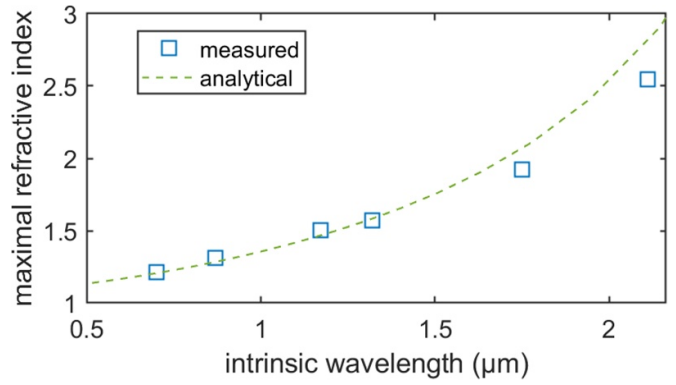 maximal refractive index
3
2.5
2
1.5
1
measured
analytical
0.5 1 1.5 2
intrinsic wavelength (μm)